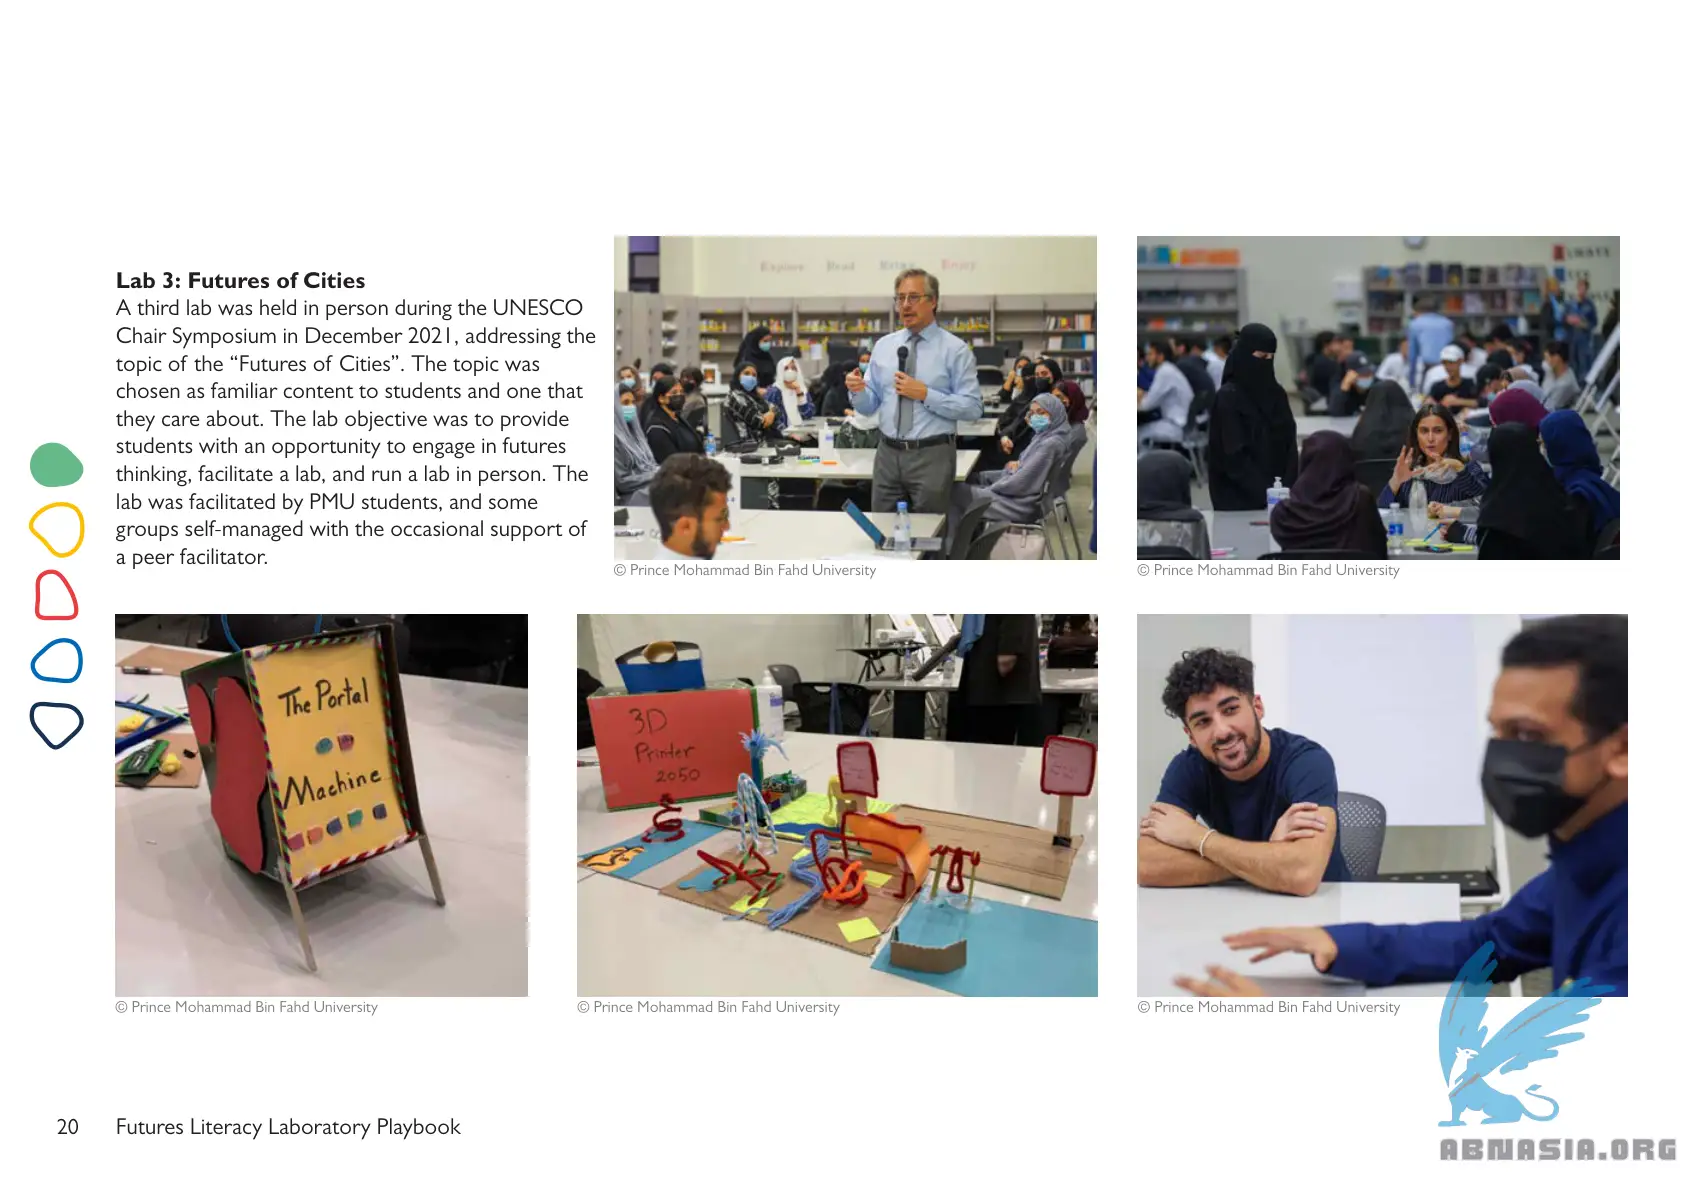 Lab 3: Futures of Cities
A third lab was held in person during the UNESCO
Chair Symposium in December 2021, addressing the
topic of the “Futures of Cities”. The topic was
chosen as familiar content to students and one that
they care about. The lab objective was to provide
students with an opportunity to engage in futures
thinking, facilitate a lab, and run a lab in person. The
lab was facilitated by PMU students, and some
groups self-managed with the occasional support of
a peer facilitator.
Explore Read Enjoy
© Prince Mohammad Bin Fahd University
© Prince Mohammad Bin Fahd University
The Portal
Machine
3D
Printer
2050
© Prince Mohammad Bin Fahd University
© Prince Mohammad Bin Fahd University
© Prince Mohammad Bin Fahd University
20 Futures Literacy Laboratory Playbook
ABNASIA.ORG